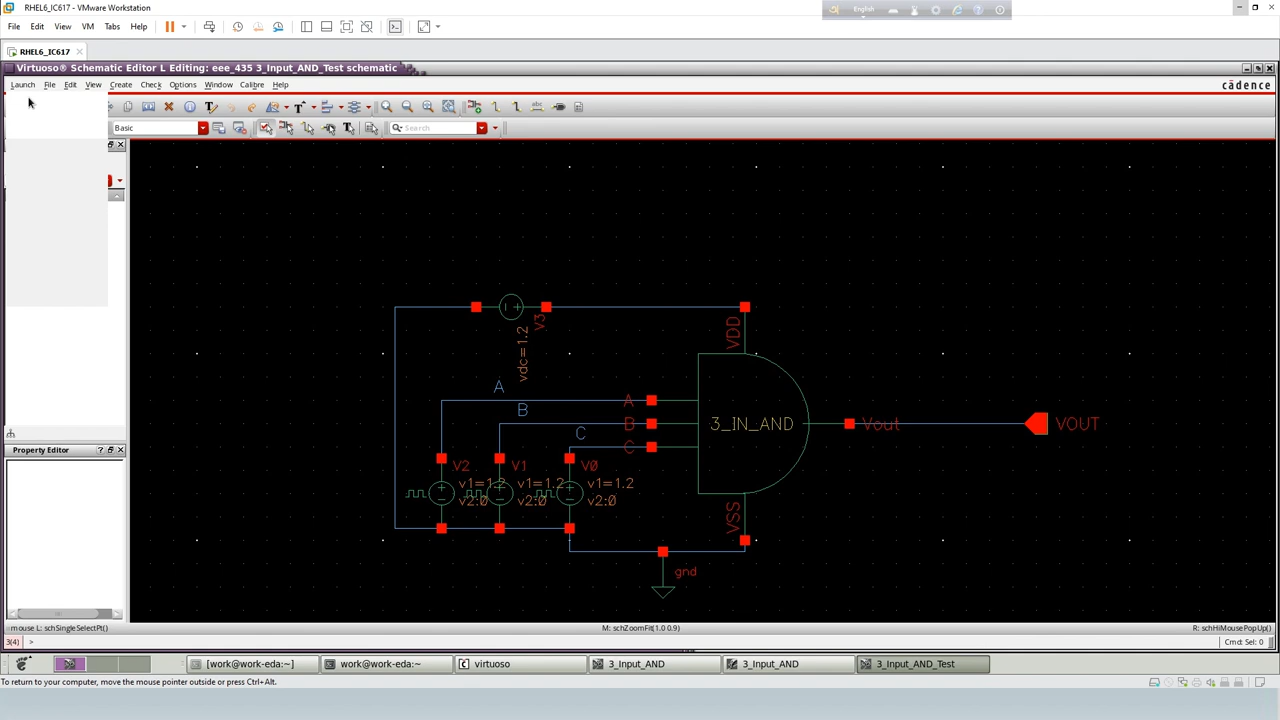 RHEL6_IC617 - VMware Workstation
English
File Edit View VM Tabs Help
RHEL6_IC617
Virtuoso® Schematic Editor L Editing: eee_435 3_Input_AND_Test schematic
Launch File Edit View Create Check Options Window Calibre Help
cādence
Basic
Search
V3
vdc=1.2
VDD
A
B
C
A
B
C
3_IN_AND
Vout
VOUT
V2
V1
V0
v1=1.2
v1=1.2
v1=1.2
v2:0
v2:0
v2:0
VSS
gnd
Property Editor
mouse L: schSingleSelectPt()
M: schZoomFit(1.0 0.9)
R: schHiMousePopUp()
3(4) >
Cmd: Sel: 0
[work@work-eda:~]
work@work-eda:~
virtuoso
3_Input_AND
3_Input_AND
3_Input_AND_Test
To return to your computer, move the mouse pointer outside or press Ctrl+Alt.